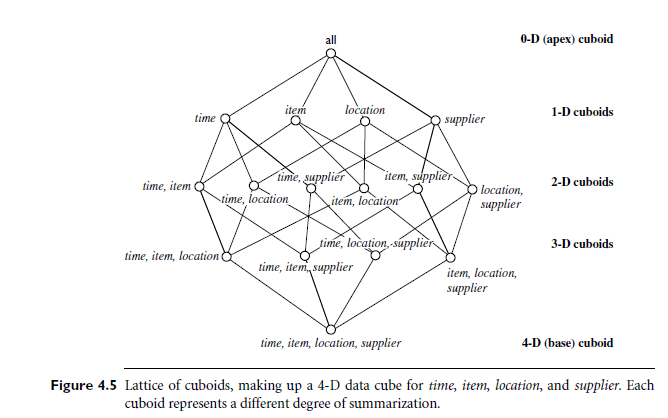 all
0-D (apex) cuboid
time
item
location
supplier
1-D cuboids
time, item
time, location
time, supplier
item, location
item, supplier
location,
supplier
2-D cuboids
time, item, location
time, item, supplier
time, location, supplier
item, location,
supplier
3-D cuboids
time, item, location, supplier
4-D (base) cuboid
Figure 4.5 Lattice of cuboids, making up a 4-D data cube for time, item, location, and supplier. Each
cuboid represents a different degree of summarization.